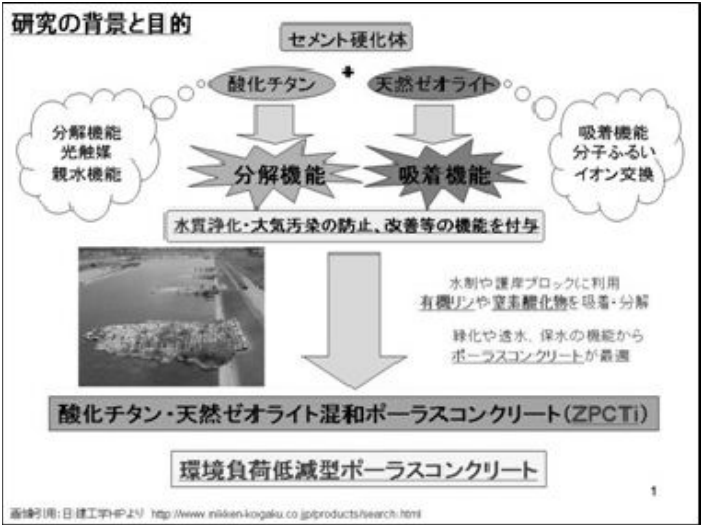 研究の背景と目的
セメント硬化体
酸化チタン
+
天然ゼオライト
分解機能
光触媒
親水機能
吸着機能
分子ふるい
イオン交換
分解機能
吸着機能
水質浄化・大気汚染の防止、改善等の機能を付与
水制や護岸ブロックに利用
有機リンや窒素酸化物を吸着・分解
緑化や透水、保水の機能から
ポーラスコンクリートが最適
酸化チタン・天然ゼオライト混和ポーラスコンクリート(ZPCTi)
環境負荷低減型ポーラスコンクリート
1
画像引用:日建工学HPより http://www.nikken-kogaku.co.jp/products/search.html